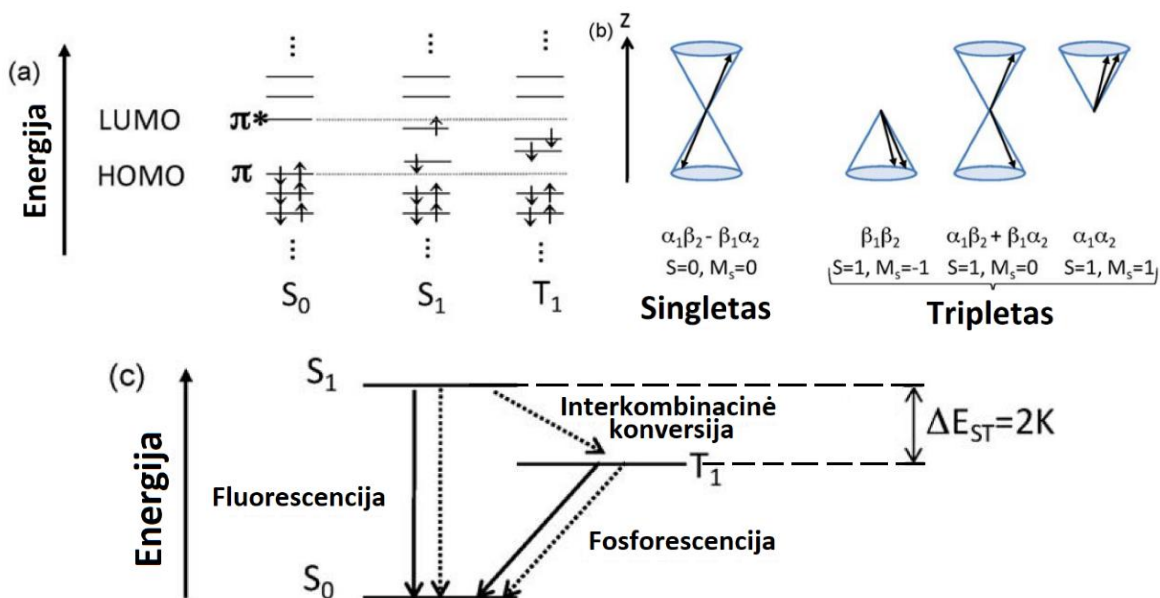 (a)
Energija
LUMO π*
HOMO π
S₀ S₁ T₁
(b)
z
α₁β₂ - β₁α₂
S=0, Mₛ=0
Singletas
β₁β₂ α₁β₂ + β₁α₂ α₁α₂
S=1, Mₛ=-1 S=1, Mₛ=0 S=1, Mₛ=1
Tripletas
(c)
Energija
S₁
Interkombinacinė
konversija
ΔE_ST=2K
T₁
Fluorescencija
Fosforescencija
S₀